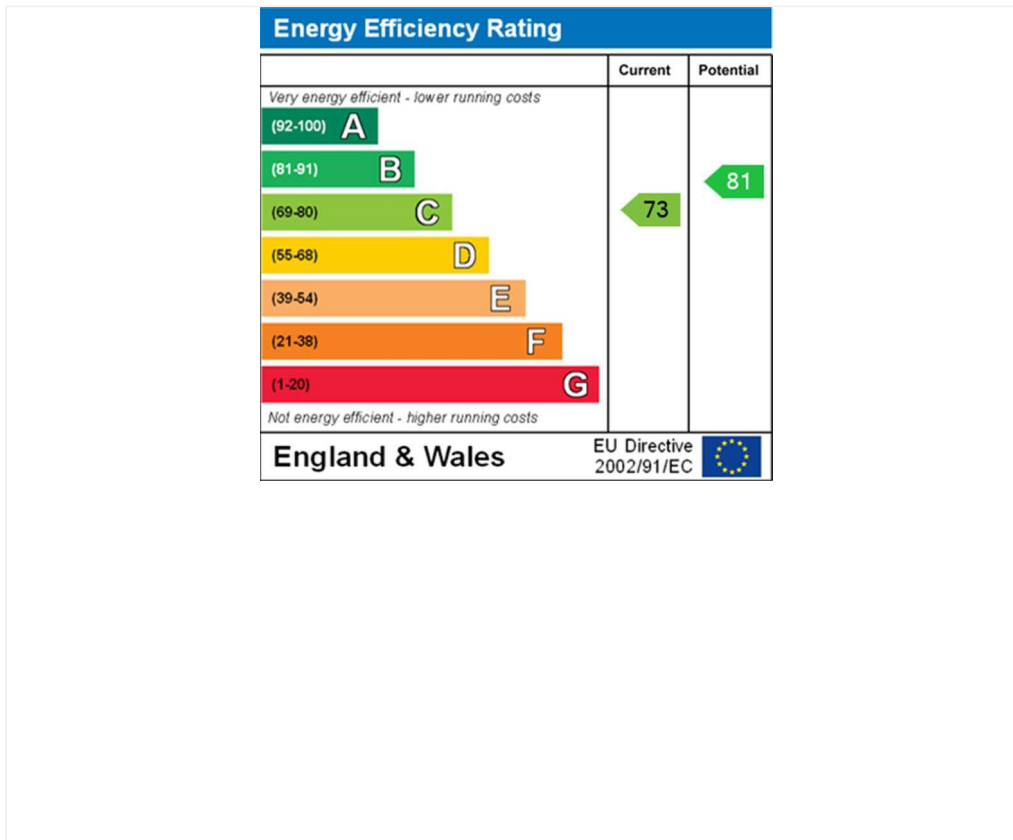 Energy Efficiency Rating
Current Potential
Very energy efficient - lower running costs
(92-100) A
(81-91) B
81
(69-80) C
73
(55-68) D
(39-54) E
(21-38) F
(1-20) G
Not energy efficient - higher running costs
England & Wales
EU Directive
2002/91/EC